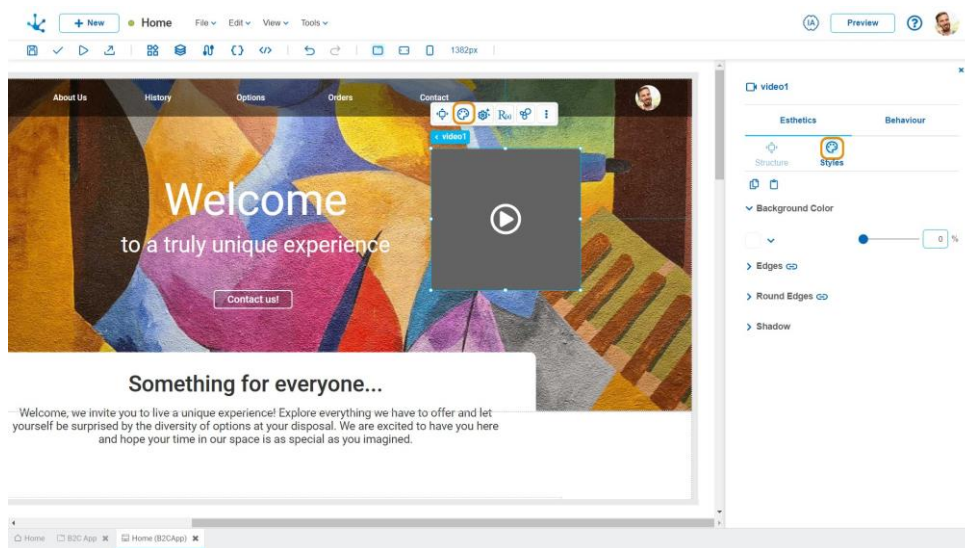 + New
Home
File
Edit
View
Tools
IA
Preview
?
1382px
About Us
History
Options
Orders
Contact
video1
Welcome
to a truly unique experience
Contact us!
Something for everyone...
Welcome, we invite you to live a unique experience! Explore everything we have to offer and let
yourself be surprised by the diversity of options at your disposal. We are excited to have you here
and hope your time in our space is as special as you imagined.
video1
Esthetics
Behaviour
Structure
Styles
Background Color
0 %
Edges
Round Edges
Shadow
Home
B2C App
Home (B2CApp)